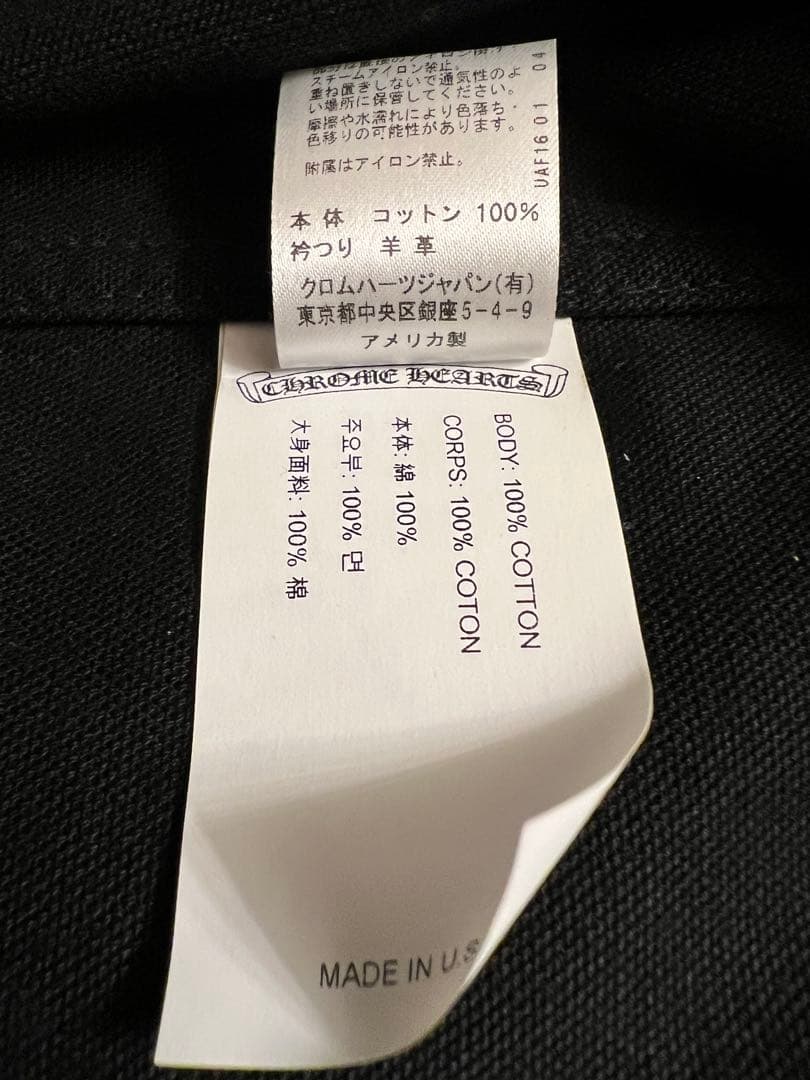 スチームアイロン禁止。
重ね置きしないで通気性のよ
い場所に保管してください。
摩擦や水濡れにより色落ち・
色移りの可能性があります。
附属はアイロン禁止。
UAF16 01 04
本体 コットン 100%
衿つり 羊革
クロムハーツジャパン(有)
東京都中央区銀座5-4-9
アメリカ製
CHROME HEARTS
BODY: 100% COTTON
CORPS: 100% COTON
本体: 綿 100%
주요부: 100% 면
大身面料: 100% 棉
MADE IN U.S